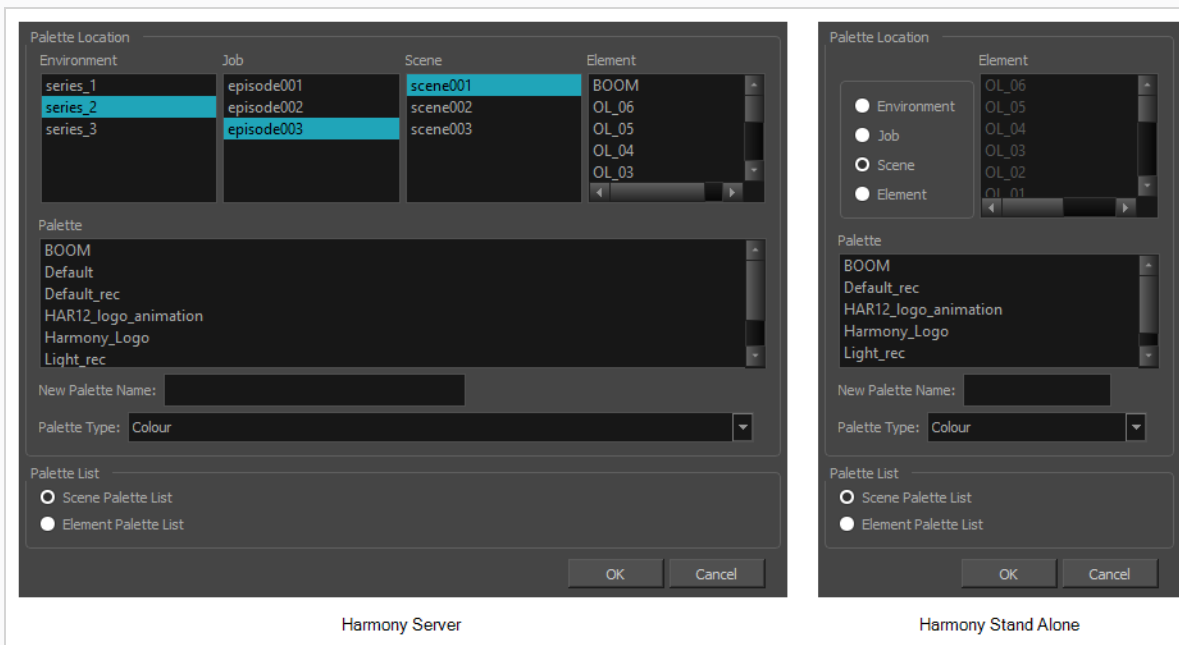 Palette Location
Environment Job Scene Element
series_1 episode001 scene001 BOOM
series_2 episode002 scene002 OL_06
series_3 episode003 scene003 OL_05
OL_04
OL_03
Palette
BOOM
Default
Default_rec
HAR12_logo_animation
Harmony_Logo
Light_rec
New Palette Name:
Palette Type: Colour
Palette List
Scene Palette List
Element Palette List
OK Cancel
Harmony Server
Palette Location
Element
Environment
Job
Scene
Element
OL_06
OL_05
OL_04
OL_03
OL_02
OL_01
Palette
BOOM
Default_rec
HAR12_logo_animation
Harmony_Logo
Light_rec
New Palette Name:
Palette Type: Colour
Palette List
Scene Palette List
Element Palette List
OK Cancel
Harmony Stand Alone